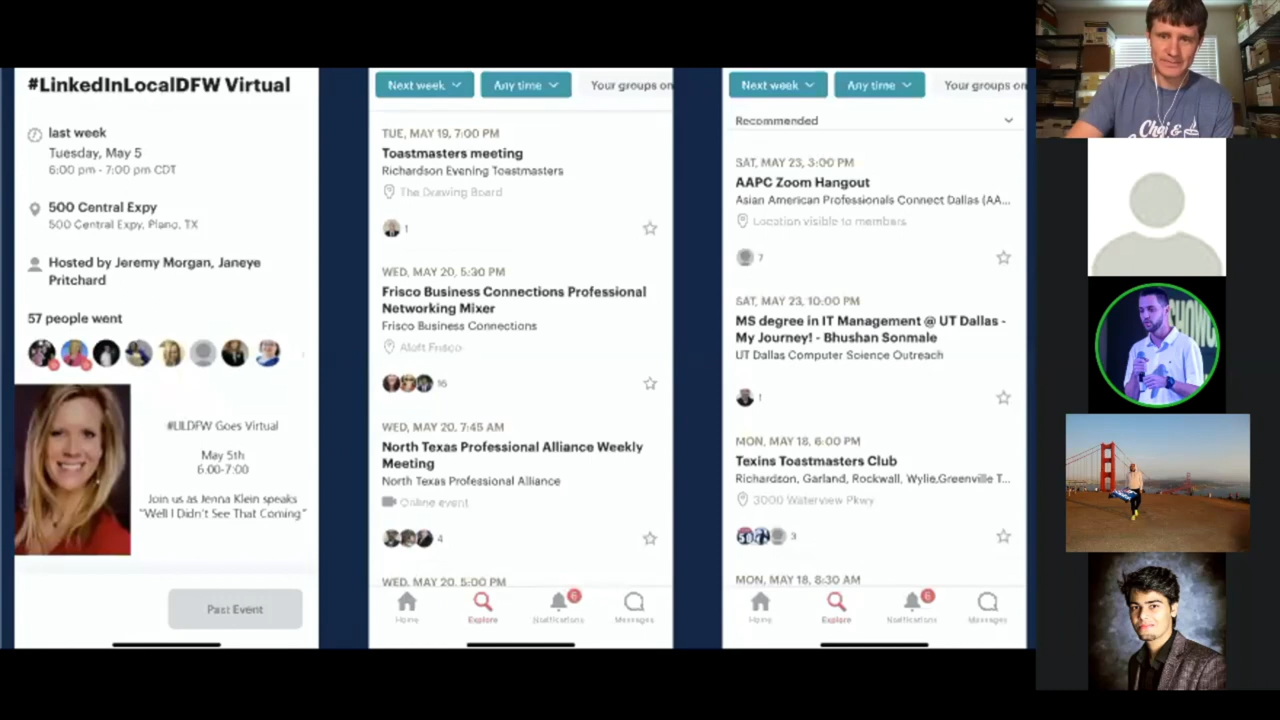 #LinkedInLocalDFW Virtual
last week
Tuesday, May 5
6:00 pm - 7:00 pm CDT
500 Central Expy
500 Central Expy, Plano, TX
Hosted by Jeremy Morgan, Janeye
Pritchard
57 people went
#LILDFW Goes Virtual
May 5th
6:00-7:00
Join us as Jenna Klein speaks
"Well I Didn't See That Coming"
Past Event
Next week
Any time
Your groups on
TUE, MAY 19, 7:00 PM
Toastmasters meeting
Richardson Evening Toastmasters
The Drawing Board
1
WED, MAY 20, 5:30 PM
Frisco Business Connections Professional
Networking Mixer
Frisco Business Connections
Aloft Frisco
16
WED, MAY 20, 7:45 AM
North Texas Professional Alliance Weekly
Meeting
North Texas Professional Alliance
Online event
4
WED, MAY 20, 5:00 PM
6
Home
Explore
Notifications
Messages
Next week
Any time
Your groups on
Recommended
SAT, MAY 23, 3:00 PM
AAPC Zoom Hangout
Asian American Professionals Connect Dallas (AA...
Location visible to members
7
SAT, MAY 23, 10:00 PM
MS degree in IT Management @ UT Dallas -
My Journey! - Bhushan Sonmale
UT Dallas Computer Science Outreach
1
MON, MAY 18, 6:00 PM
Texins Toastmasters Club
Richardson, Garland, Rockwall, Wylie,Greenville T...
3000 Waterview Pkwy
3
MON, MAY 18, 8:30 AM
6
Home
Explore
Notifications
Messages